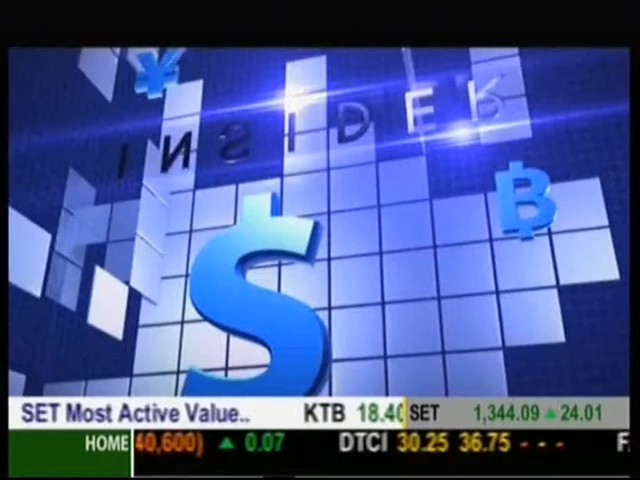 ¥
INSIDER
฿
$
SET Most Active Value.. KTB 18.40 SET 1,344.09 ▲ 24.01
HOME 40,600) ▲ 0.07 DTCI 30.25 36.75 - - - F